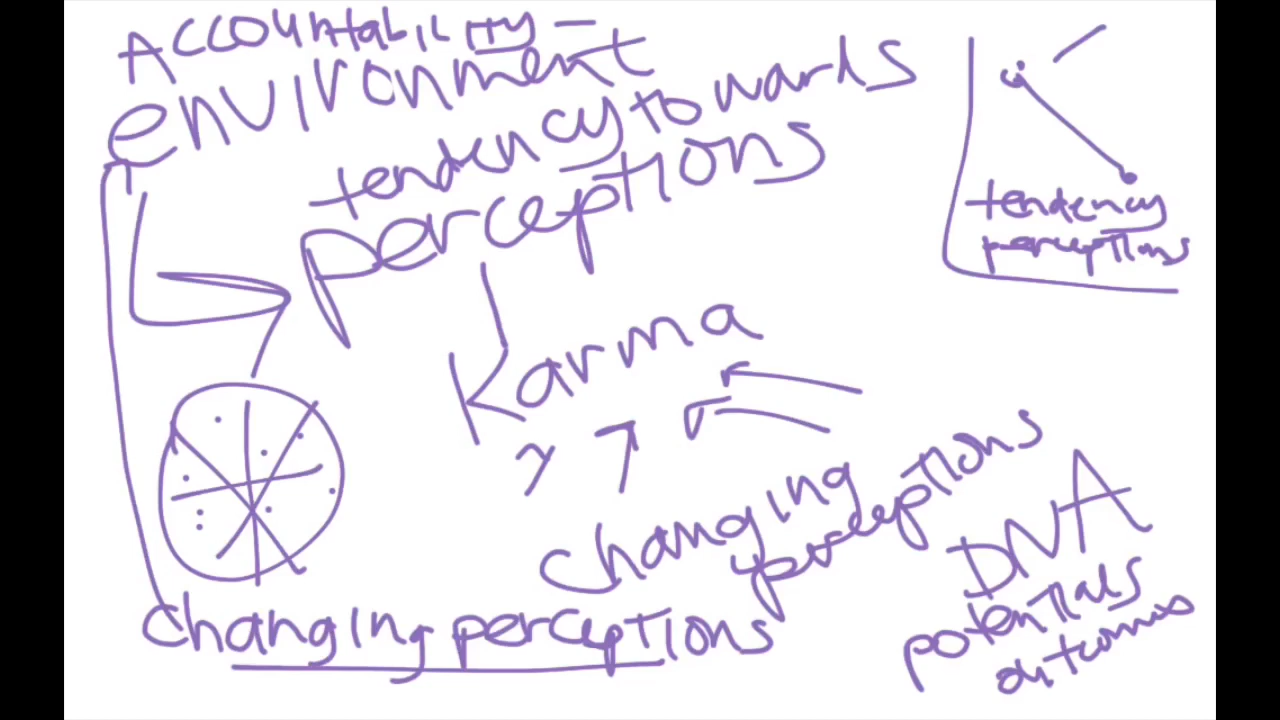 Accountability -
environment
tendency towards
perceptions
tendency
perceptions
Karma
changing
perceptions
DNA
potentials
outcomes
changing perceptions